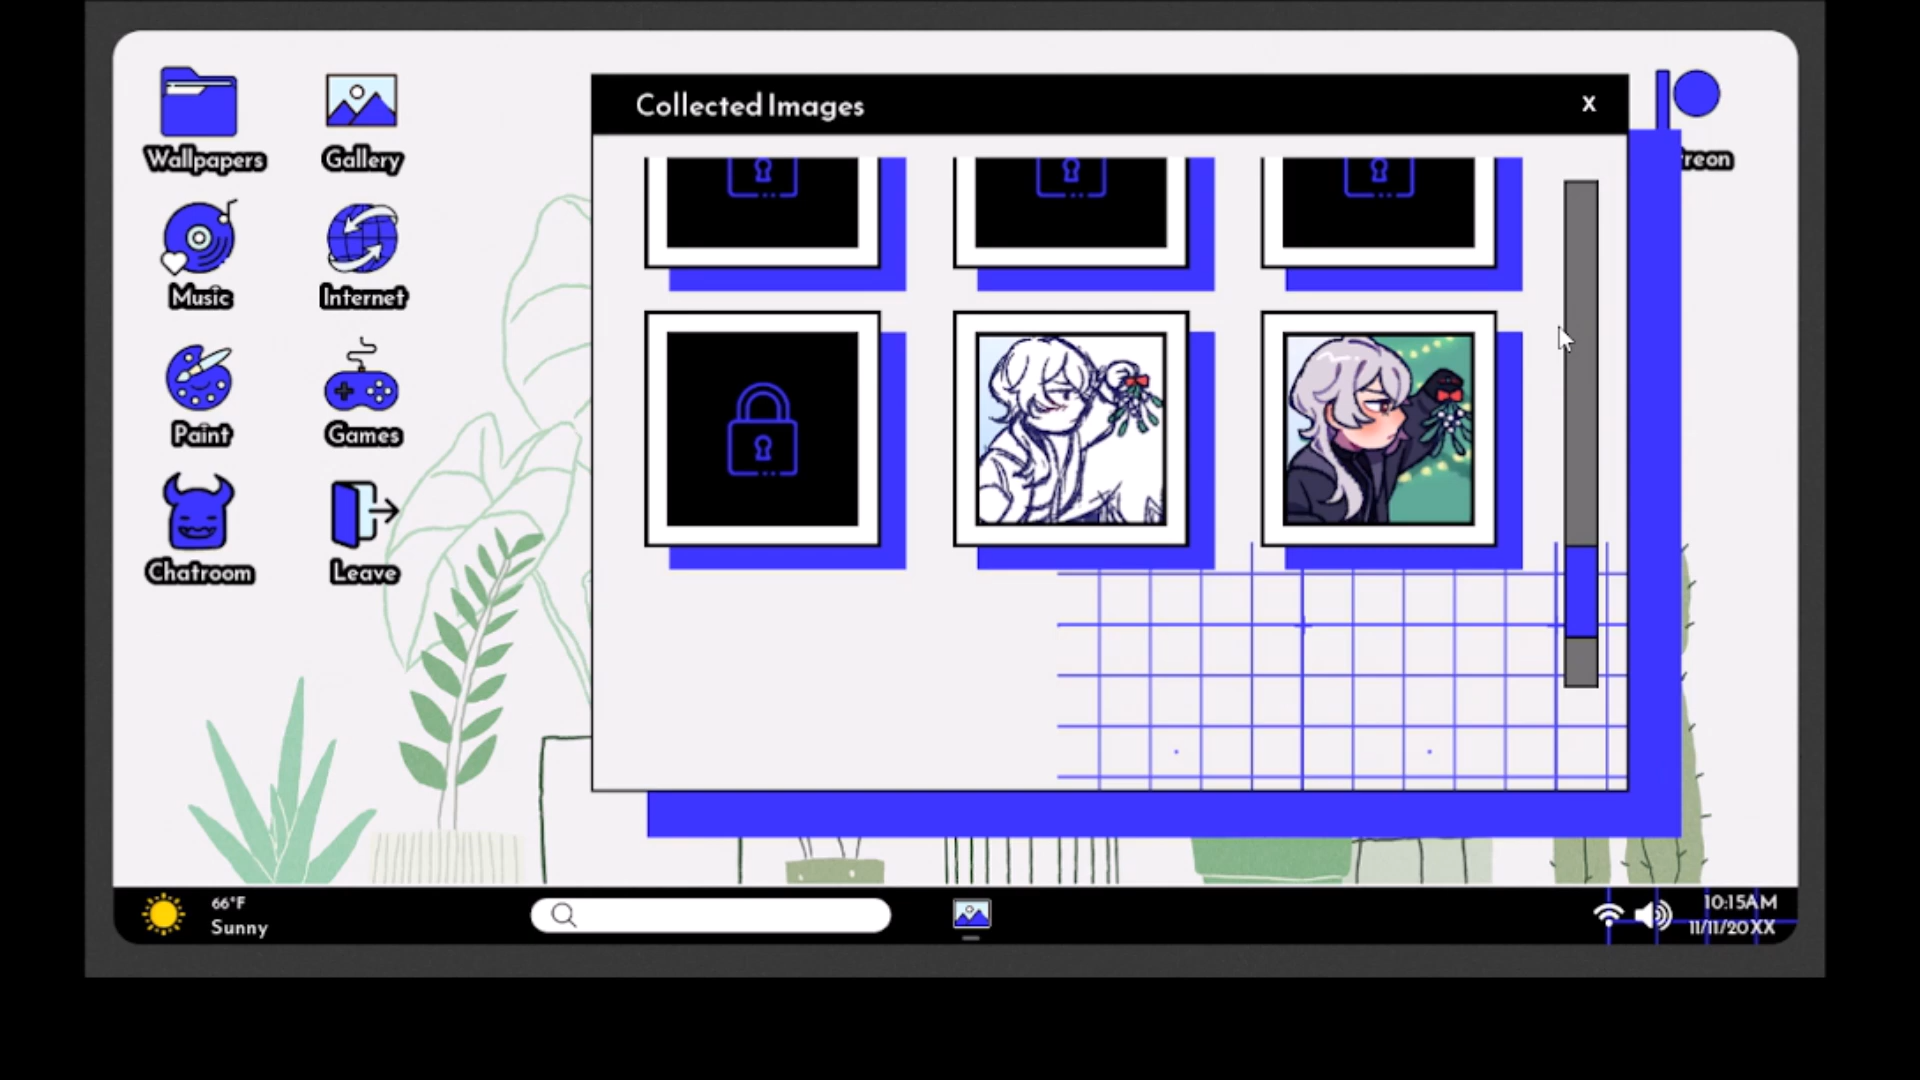 Collected Images
x
Wallpapers
Gallery
reon
Music
Internet
Paint
Games
Chatroom
Leave
66°F
Sunny
10:15AM
11/11/20XX